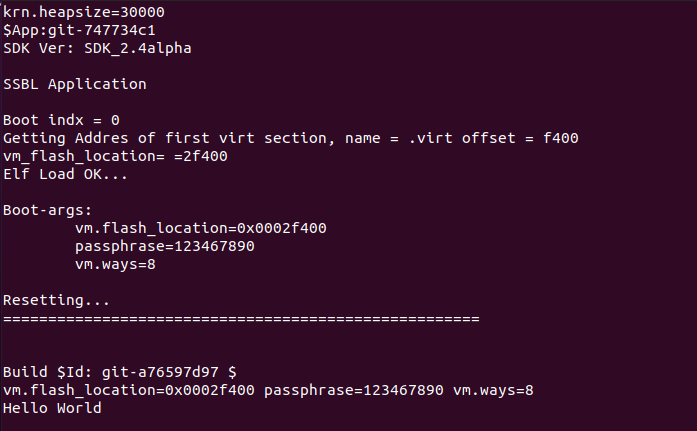 krn.heapsize=30000
$App:git-747734c1
SDK Ver: SDK_2.4alpha
SSBL Application
Boot indx = 0
Getting Addres of first virt section, name = .virt offset = f400
vm_flash_location= =2f400
Elf Load OK...
Boot-args:
vm.flash_location=0x0002f400
passphrase=123467890
vm.ways=8
Resetting...
=====================================================
Build $Id: git-a76597d97 $
vm.flash_location=0x0002f400 passphrase=123467890 vm.ways=8
Hello World